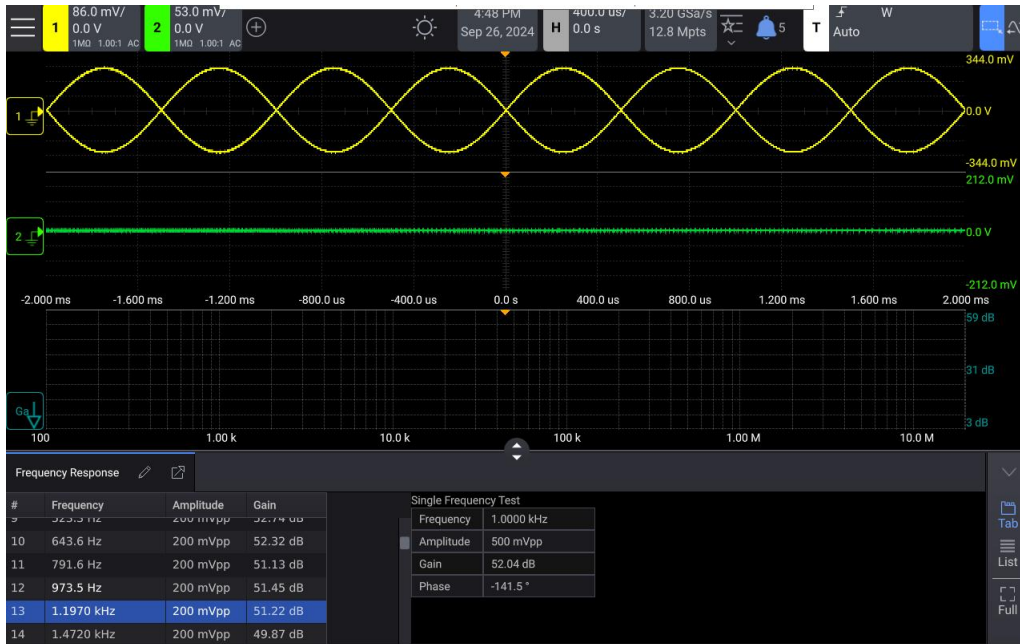 86.0 mV/
53.0 mV/
4:48 PM
400.0 us/
3.20 GSa/s
W
1 0.0 V
2 0.0 V
Sep 26, 2024
H 0.0 s
12.8 Mpts
5
T Auto
1MΩ 1.00:1 AC
1MΩ 1.00:1 AC
344.0 mV
1
0.0 V
-344.0 mV
212.0 mV
2
0.0 V
-212.0 mV
-2.000 ms -1.600 ms -1.200 ms -800.0 us -400.0 us 0.0 s 400.0 us 800.0 us 1.200 ms 1.600 ms 2.000 ms
59 dB
31 dB
Ga
3 dB
100 1.00 k 10.0 k 100 k 1.00 M 10.0 M
Frequency Response
# Frequency Amplitude Gain
9 523.3 Hz 200 mVpp 52.74 dB
10 643.6 Hz 200 mVpp 52.32 dB
11 791.6 Hz 200 mVpp 51.13 dB
12 973.5 Hz 200 mVpp 51.45 dB
13 1.1970 kHz 200 mVpp 51.22 dB
14 1.4720 kHz 200 mVpp 49.87 dB
Single Frequency Test
Frequency 1.0000 kHz
Amplitude 500 mVpp
Gain 52.04 dB
Phase -141.5 °
Tab
List
Full